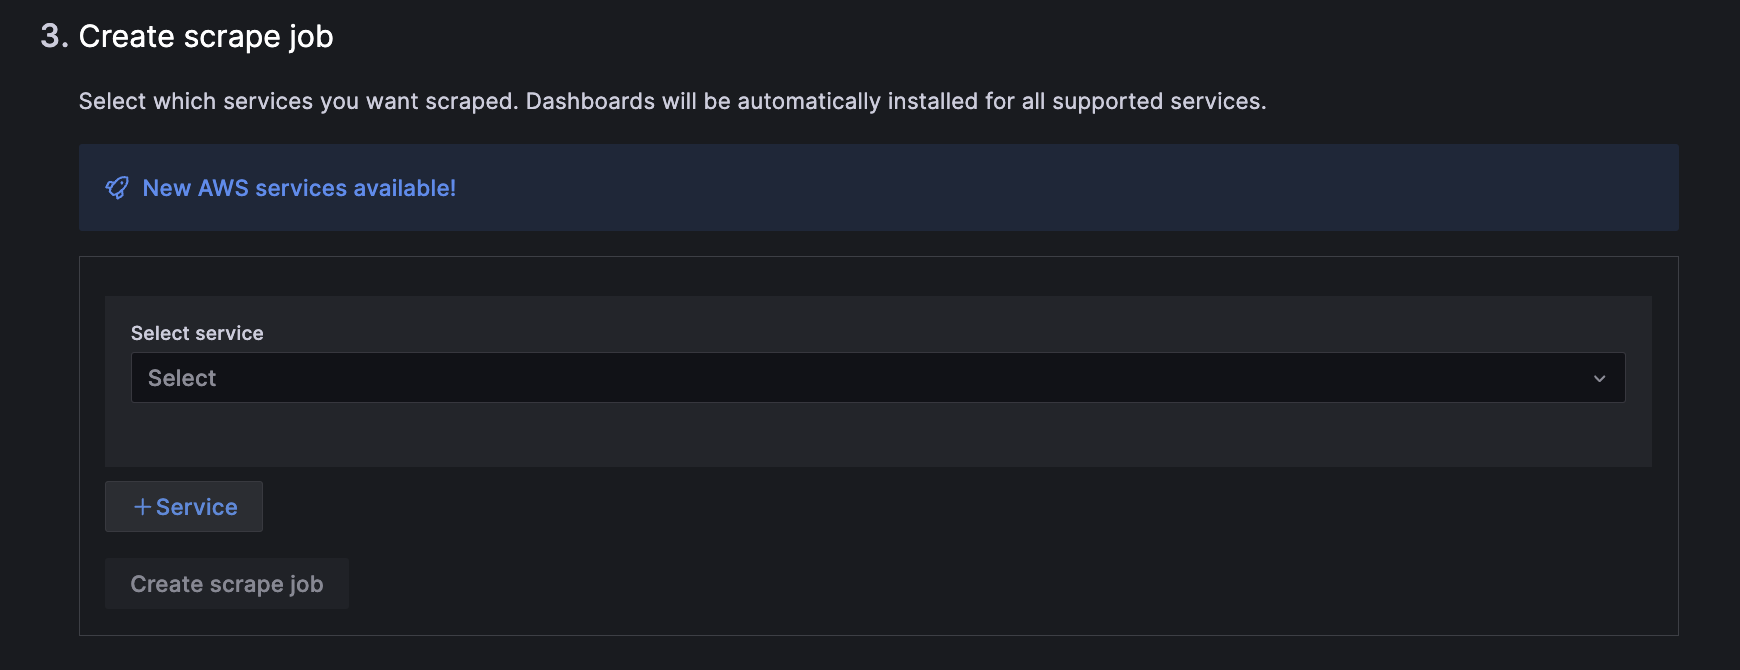 3. Create scrape job
Select which services you want scraped. Dashboards will be automatically installed for all supported services.
New AWS services available!
Select service
Select
+ Service
Create scrape job